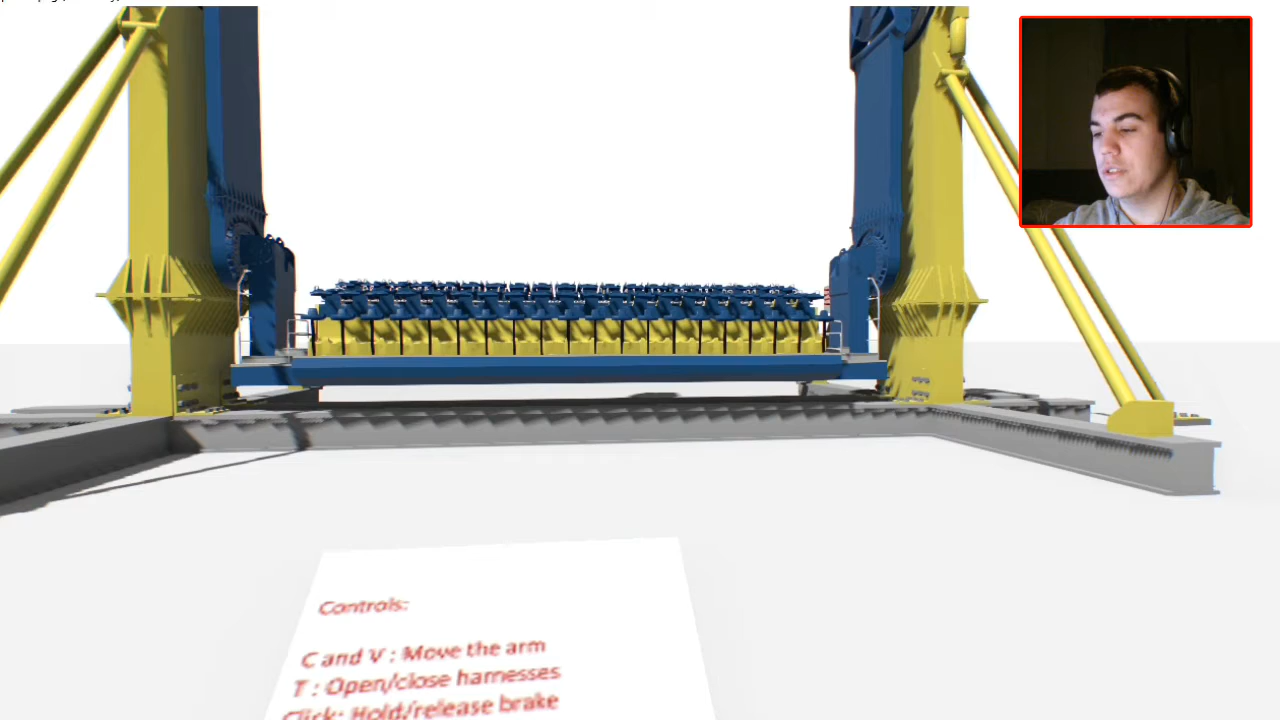 Controls:
C and V : Move the arm
T : Open/close harnesses
Click: Hold/release brake